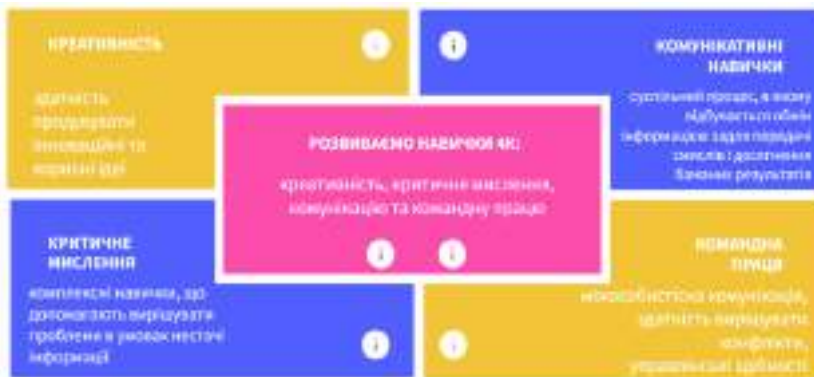 КРЕАТИВНІСТЬ
здатність
продукувати
інноваційні та
корисні ідеї
КОМУНІКАТИВНІ
НАВИЧКИ
суспільний процес, в якому
відбувається обмін
інформацією задля передачі
смислів і досягнення
бажаних результатів
РОЗВИВАЄМО НАВИЧКИ 4К:
креативність, критичне мислення,
комунікацію та командну працю
КРИТИЧНЕ
МИСЛЕННЯ
комплексні навички, що
допомагають вирішувати
проблеми в умовах нестачі
інформації
КОМАНДНА
ПРАЦЯ
міжособистісна комунікація,
здатність вирішувати
конфлікти,
управлінські здібності